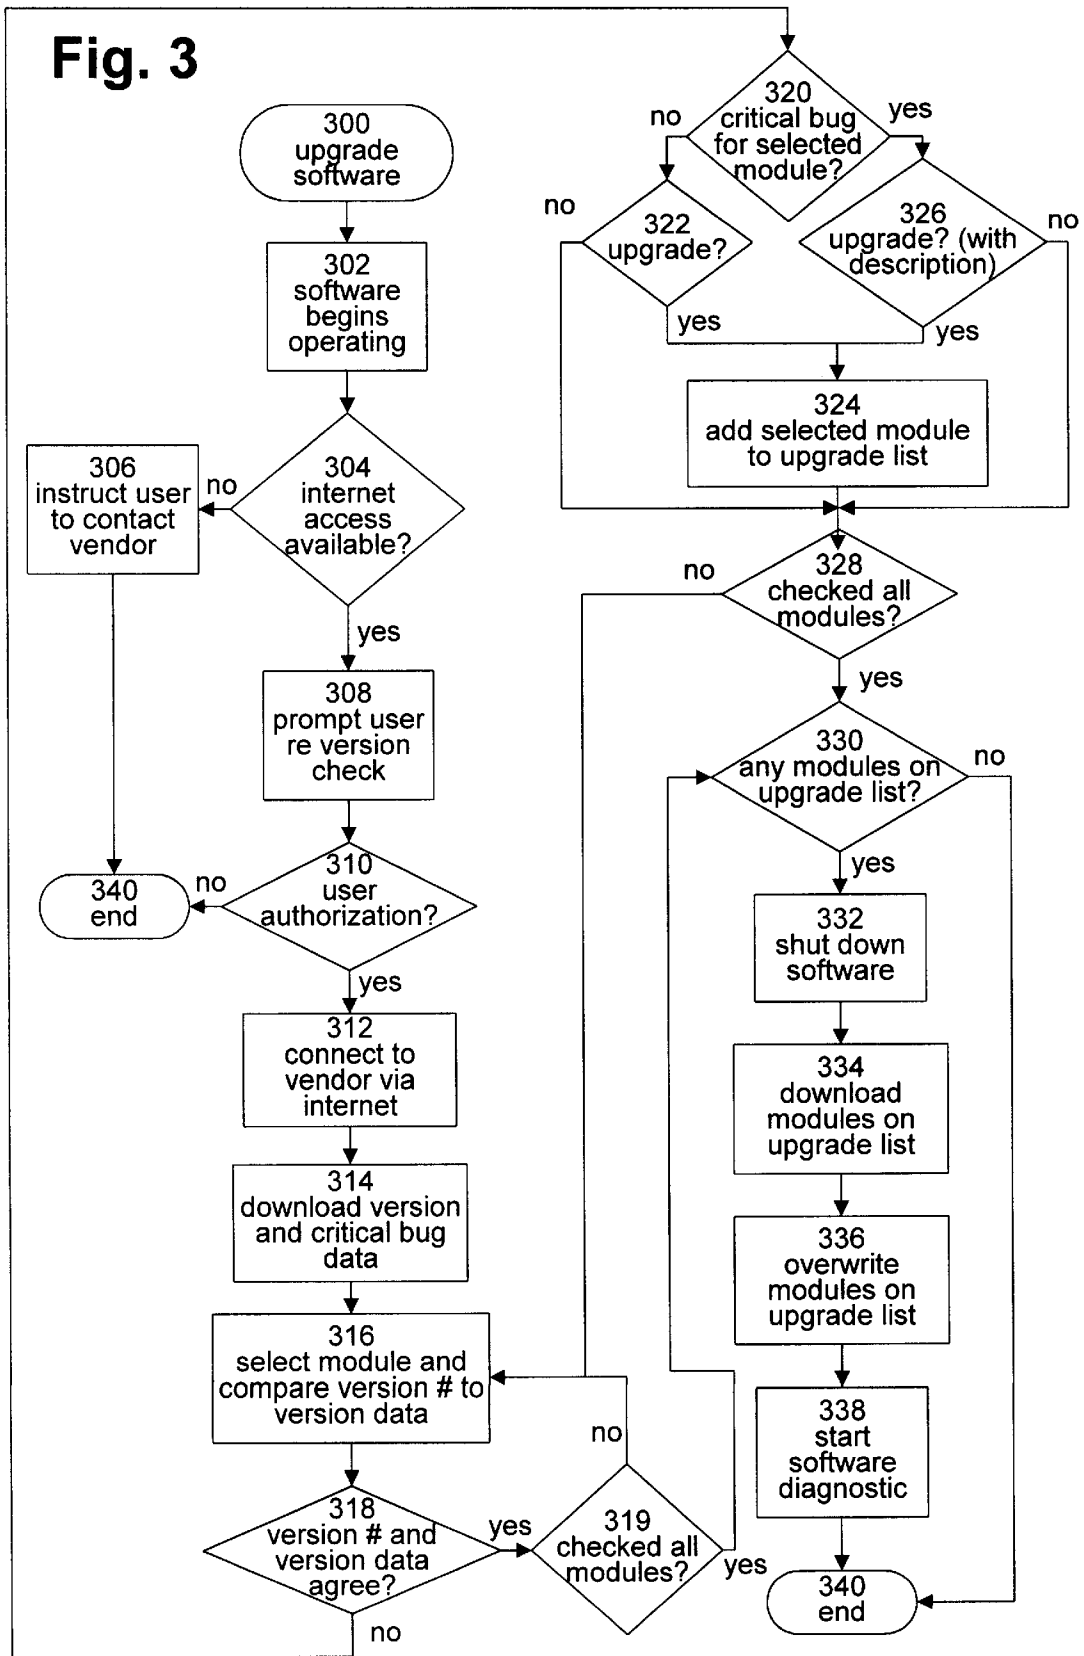 Fig. 3
300
upgrade
software
302
software
begins
operating
304
internet
access
available?
no
306
instruct user
to contact
vendor
yes
308
prompt user
re version
check
310
user
authorization?
no
340
end
yes
312
connect to
vendor via
internet
314
download version
and critical bug
data
316
select module and
compare version # to
version data
318
version # and
version data
agree?
yes
no
319
checked all
modules?
no
yes
320
critical bug
for selected
module?
no
yes
322
upgrade?
no
yes
326
upgrade? (with
description)
no
yes
324
add selected module
to upgrade list
328
checked all
modules?
no
yes
330
any modules on
upgrade list?
no
yes
332
shut down
software
334
download
modules on
upgrade list
336
overwrite
modules on
upgrade list
338
start
software
diagnostic
340
end